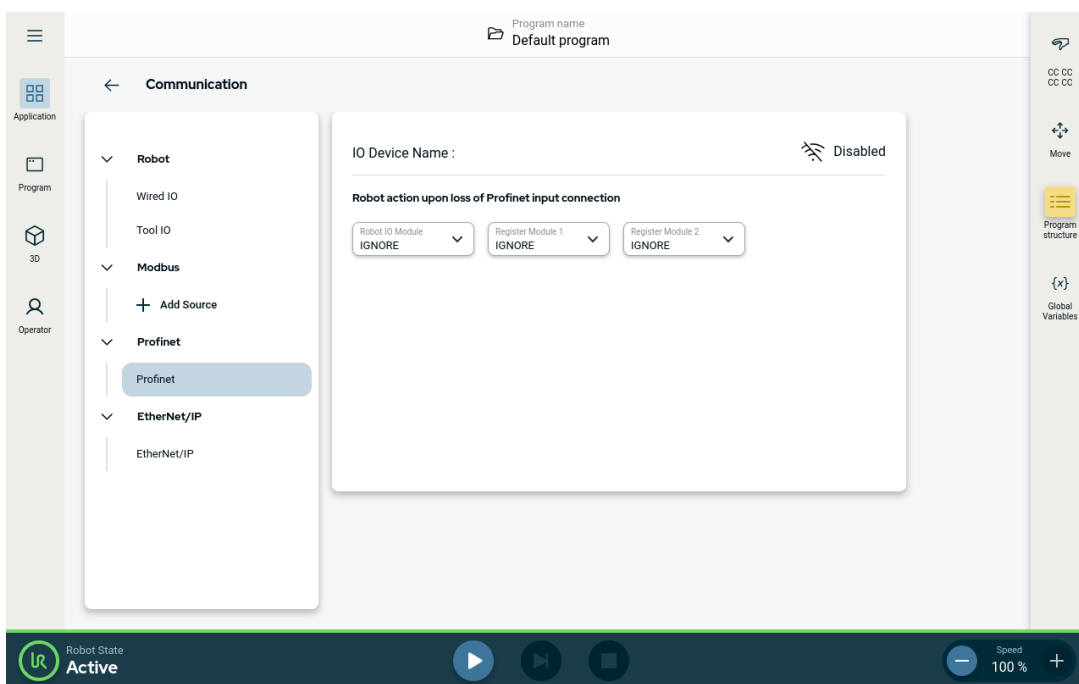 Program name
Default program
Application
Program
3D
Operator
Communication
Robot
Wired IO
Tool IO
Modbus
Add Source
Profinet
Profinet
EtherNet/IP
EtherNet/IP
IO Device Name :
Disabled
Robot action upon loss of Profinet input connection
Robot IO Module
IGNORE
Register Module 1
IGNORE
Register Module 2
IGNORE
CC CC
CC CC
Move
Program
structure
{x}
Global
Variables
UR
Robot State
Active
Speed
100 %